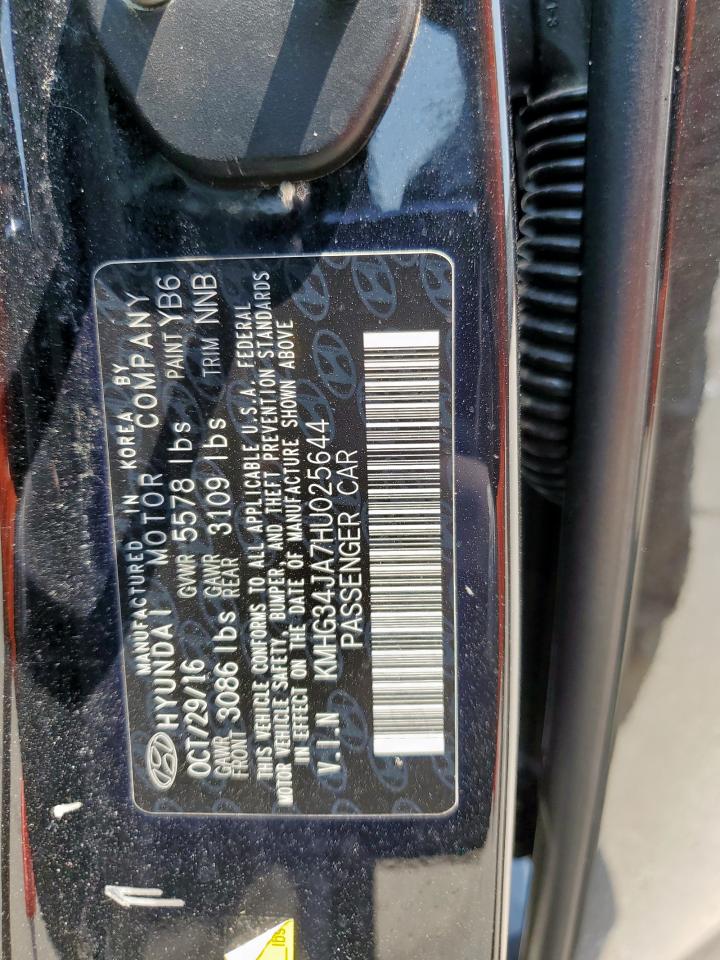 MANUFACTURED IN KOREA BY
HYUNDAI MOTOR COMPANY
OCT/29/16 GVWR 5578 lbs PAINT YB6
GAWR FRONT 3086 lbs GAWR REAR 3109 lbs TRIM NNB
THIS VEHICLE CONFORMS TO ALL APPLICABLE U.S.A. FEDERAL
MOTOR VEHICLE SAFETY, BUMPER, AND THEFT PREVENTION STANDARDS
IN EFFECT ON THE DATE OF MANUFACTURE SHOWN ABOVE
V.I.N KMHG34JA7HU025644
PASSENGER CAR
lbs